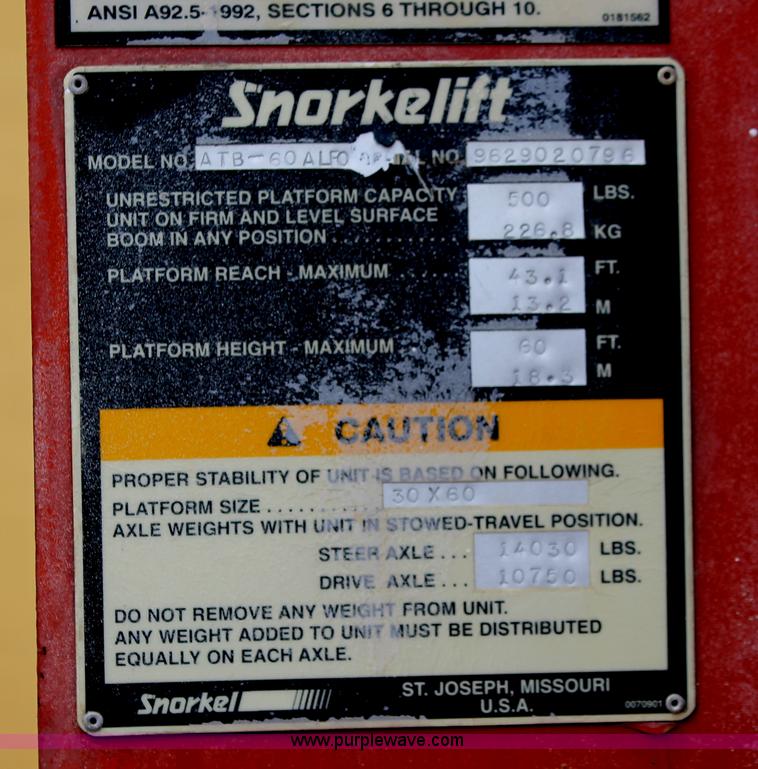 ANSI A92.5-1992, SECTIONS 6 THROUGH 10.
0181562
Snorkelift
MODEL NO. ATB-60ALFO NO. 9629020796
UNRESTRICTED PLATFORM CAPACITY 500 LBS.
UNIT ON FIRM AND LEVEL SURFACE
BOOM IN ANY POSITION ............ 226.8 KG
PLATFORM REACH - MAXIMUM ...... 43.1 FT.
13.2 M
PLATFORM HEIGHT - MAXIMUM 60 FT.
18.3 M
CAUTION
PROPER STABILITY OF UNIT IS BASED ON FOLLOWING.
PLATFORM SIZE ........... 30X60
AXLE WEIGHTS WITH UNIT IN STOWED-TRAVEL POSITION.
STEER AXLE ... 14030 LBS.
DRIVE AXLE ... 10750 LBS.
DO NOT REMOVE ANY WEIGHT FROM UNIT.
ANY WEIGHT ADDED TO UNIT MUST BE DISTRIBUTED
EQUALLY ON EACH AXLE.
Snorkel
ST. JOSEPH, MISSOURI
U.S.A.
0070901
www.purplewave.com